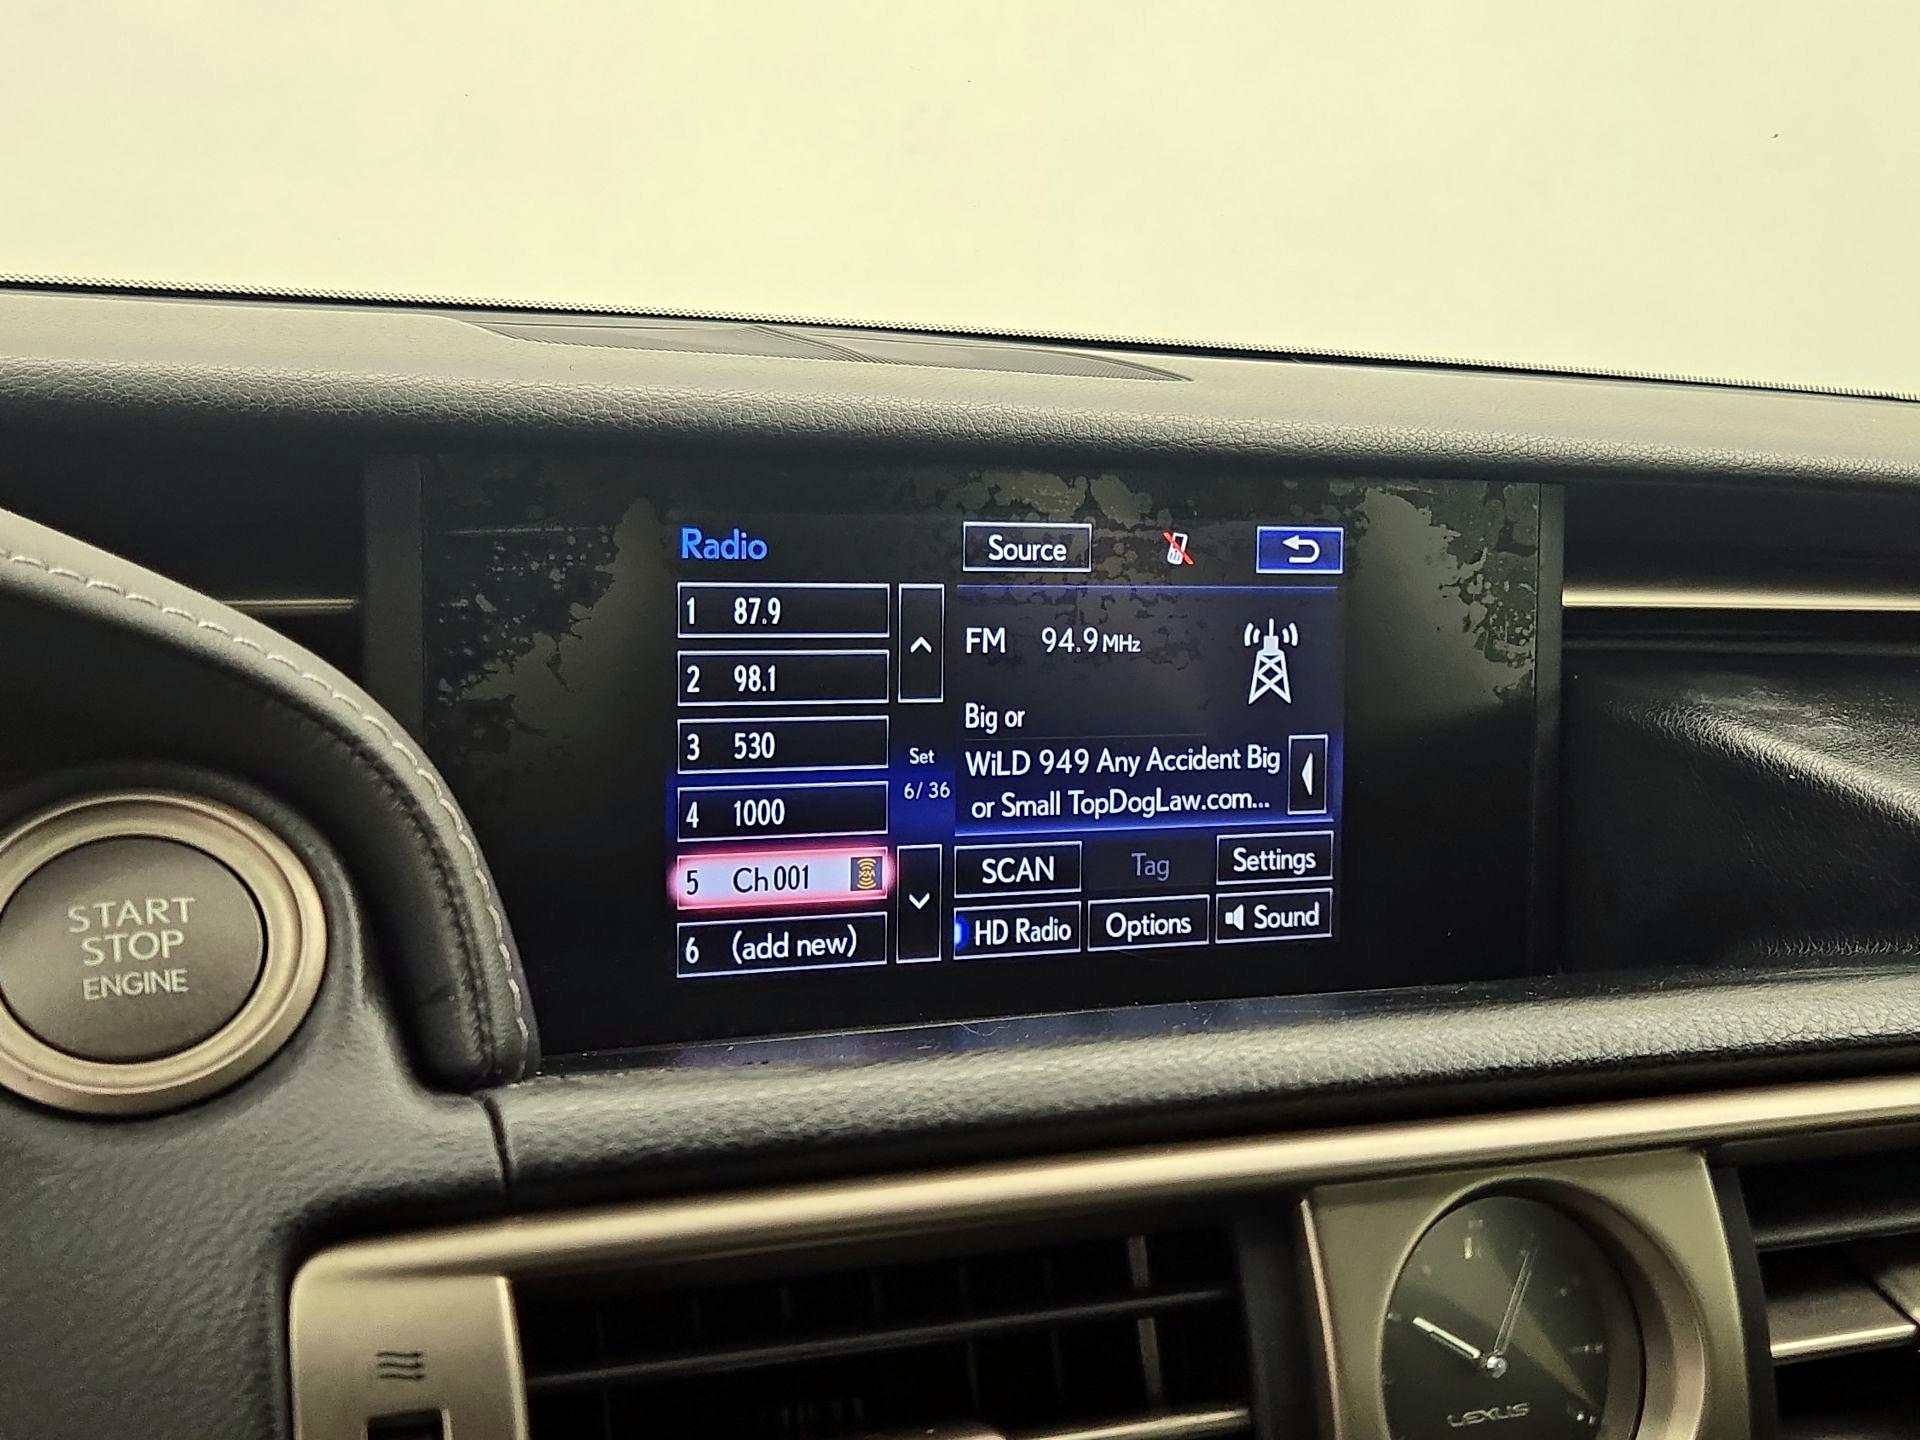 Radio
Source
1 87.9
2 98.1
3 530
4 1000
5 Ch 001 XM
6 (add new)
Set
6/ 36
FM 94.9 MHz
Big or
WiLD 949 Any Accident Big
or Small TopDogLaw.com...
SCAN
Tag
Settings
HD Radio
Options
Sound
START
STOP
ENGINE
LEXUS